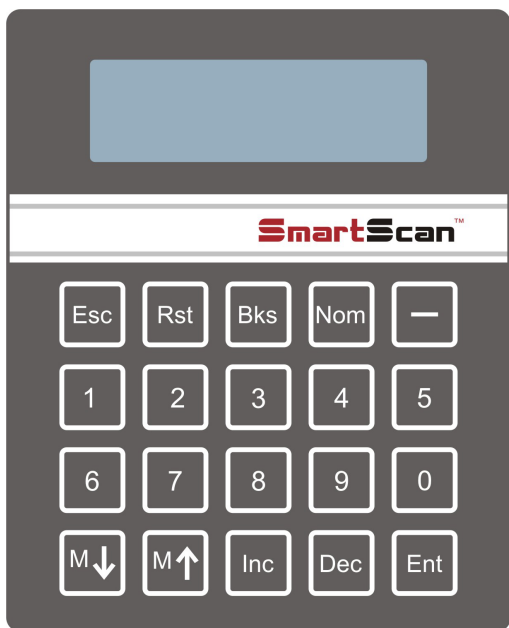 SmartScan™
Esc Rst Bks Nom —
1 2 3 4 5
6 7 8 9 0
M↓ M↑ Inc Dec Ent